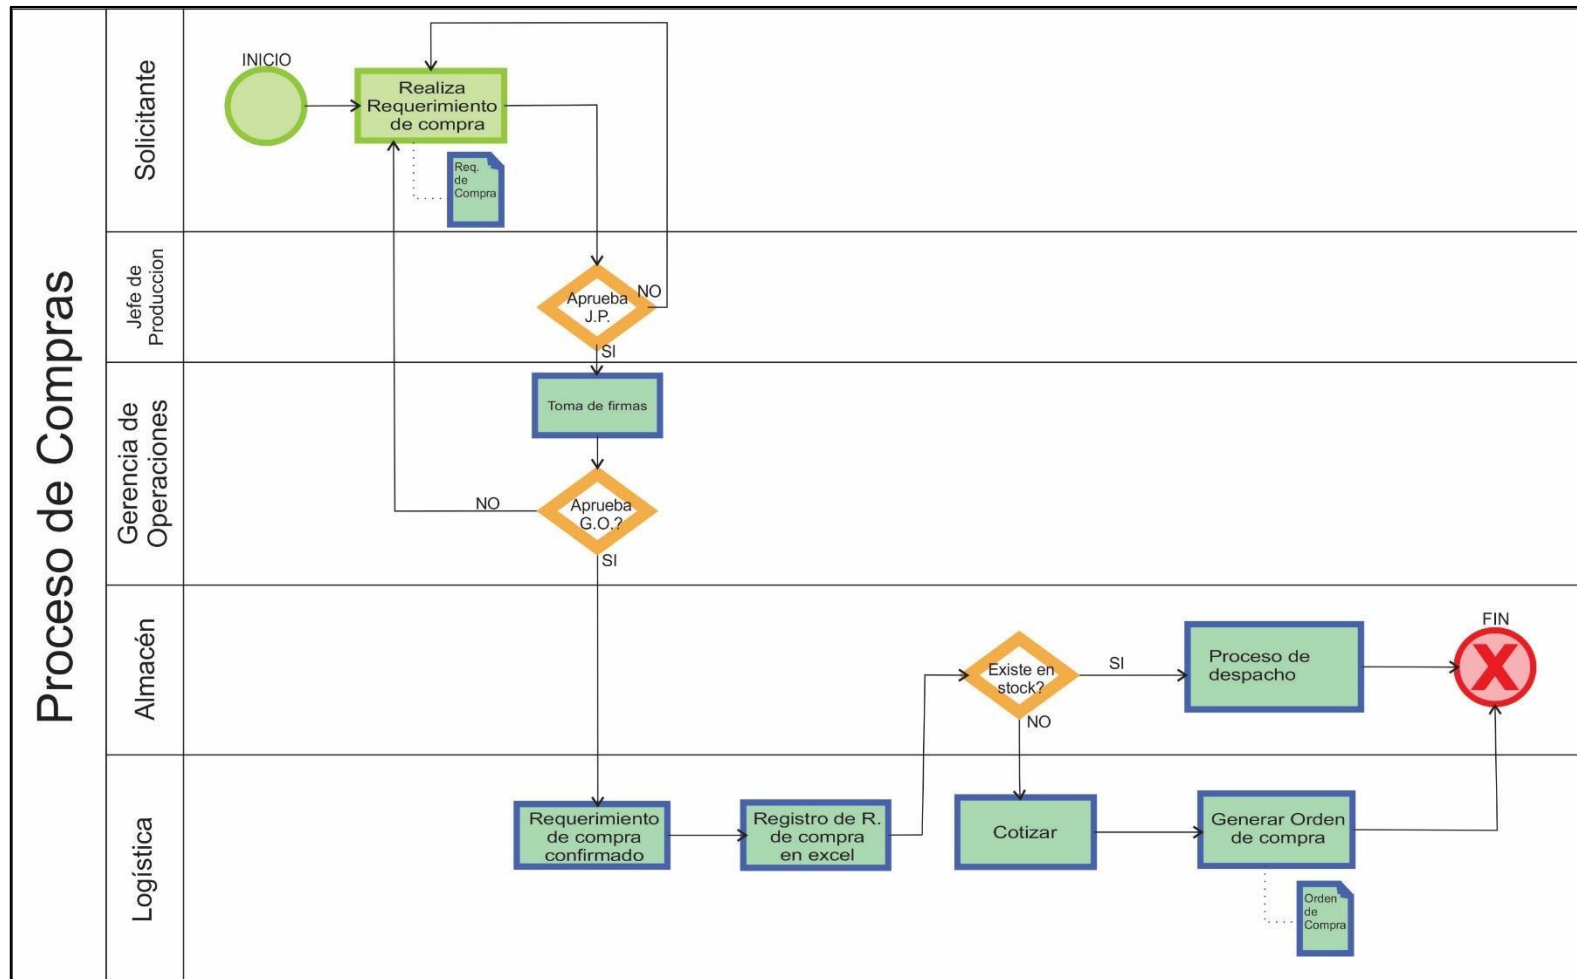 Proceso de Compras
Solicitante
INICIO
Realiza
Requerimiento
de compra
Req.
de
Compra
Jefe de
Produccion
Aprueba
J.P.
NO
SI
Gerencia de
Operaciones
Toma de firmas
Aprueba
G.O.?
NO
SI
Almacén
Existe en
stock?
SI
NO
Proceso de
despacho
FIN
X
Logística
Requerimiento
de compra
confirmado
Registro de R.
de compra
en excel
Cotizar
Generar Orden
de compra
Orden
de
Compra